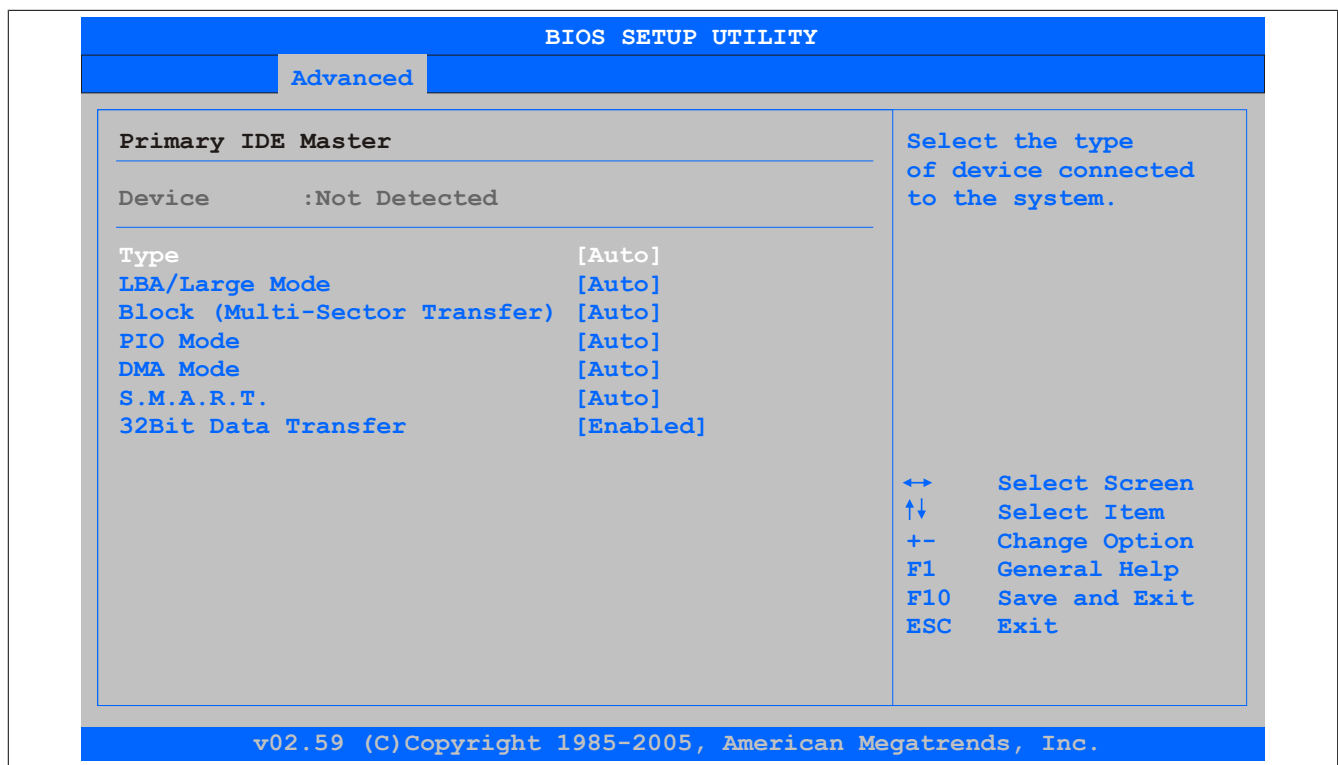 BIOS SETUP UTILITY
Advanced
Primary IDE Master
Device :Not Detected
Type [Auto]
LBA/Large Mode [Auto]
Block (Multi-Sector Transfer) [Auto]
PIO Mode [Auto]
DMA Mode [Auto]
S.M.A.R.T. [Auto]
32Bit Data Transfer [Enabled]
Select the type
of device connected
to the system.
↔ Select Screen
↑↓ Select Item
+- Change Option
F1 General Help
F10 Save and Exit
ESC Exit
v02.59 (C)Copyright 1985-2005, American Megatrends, Inc.